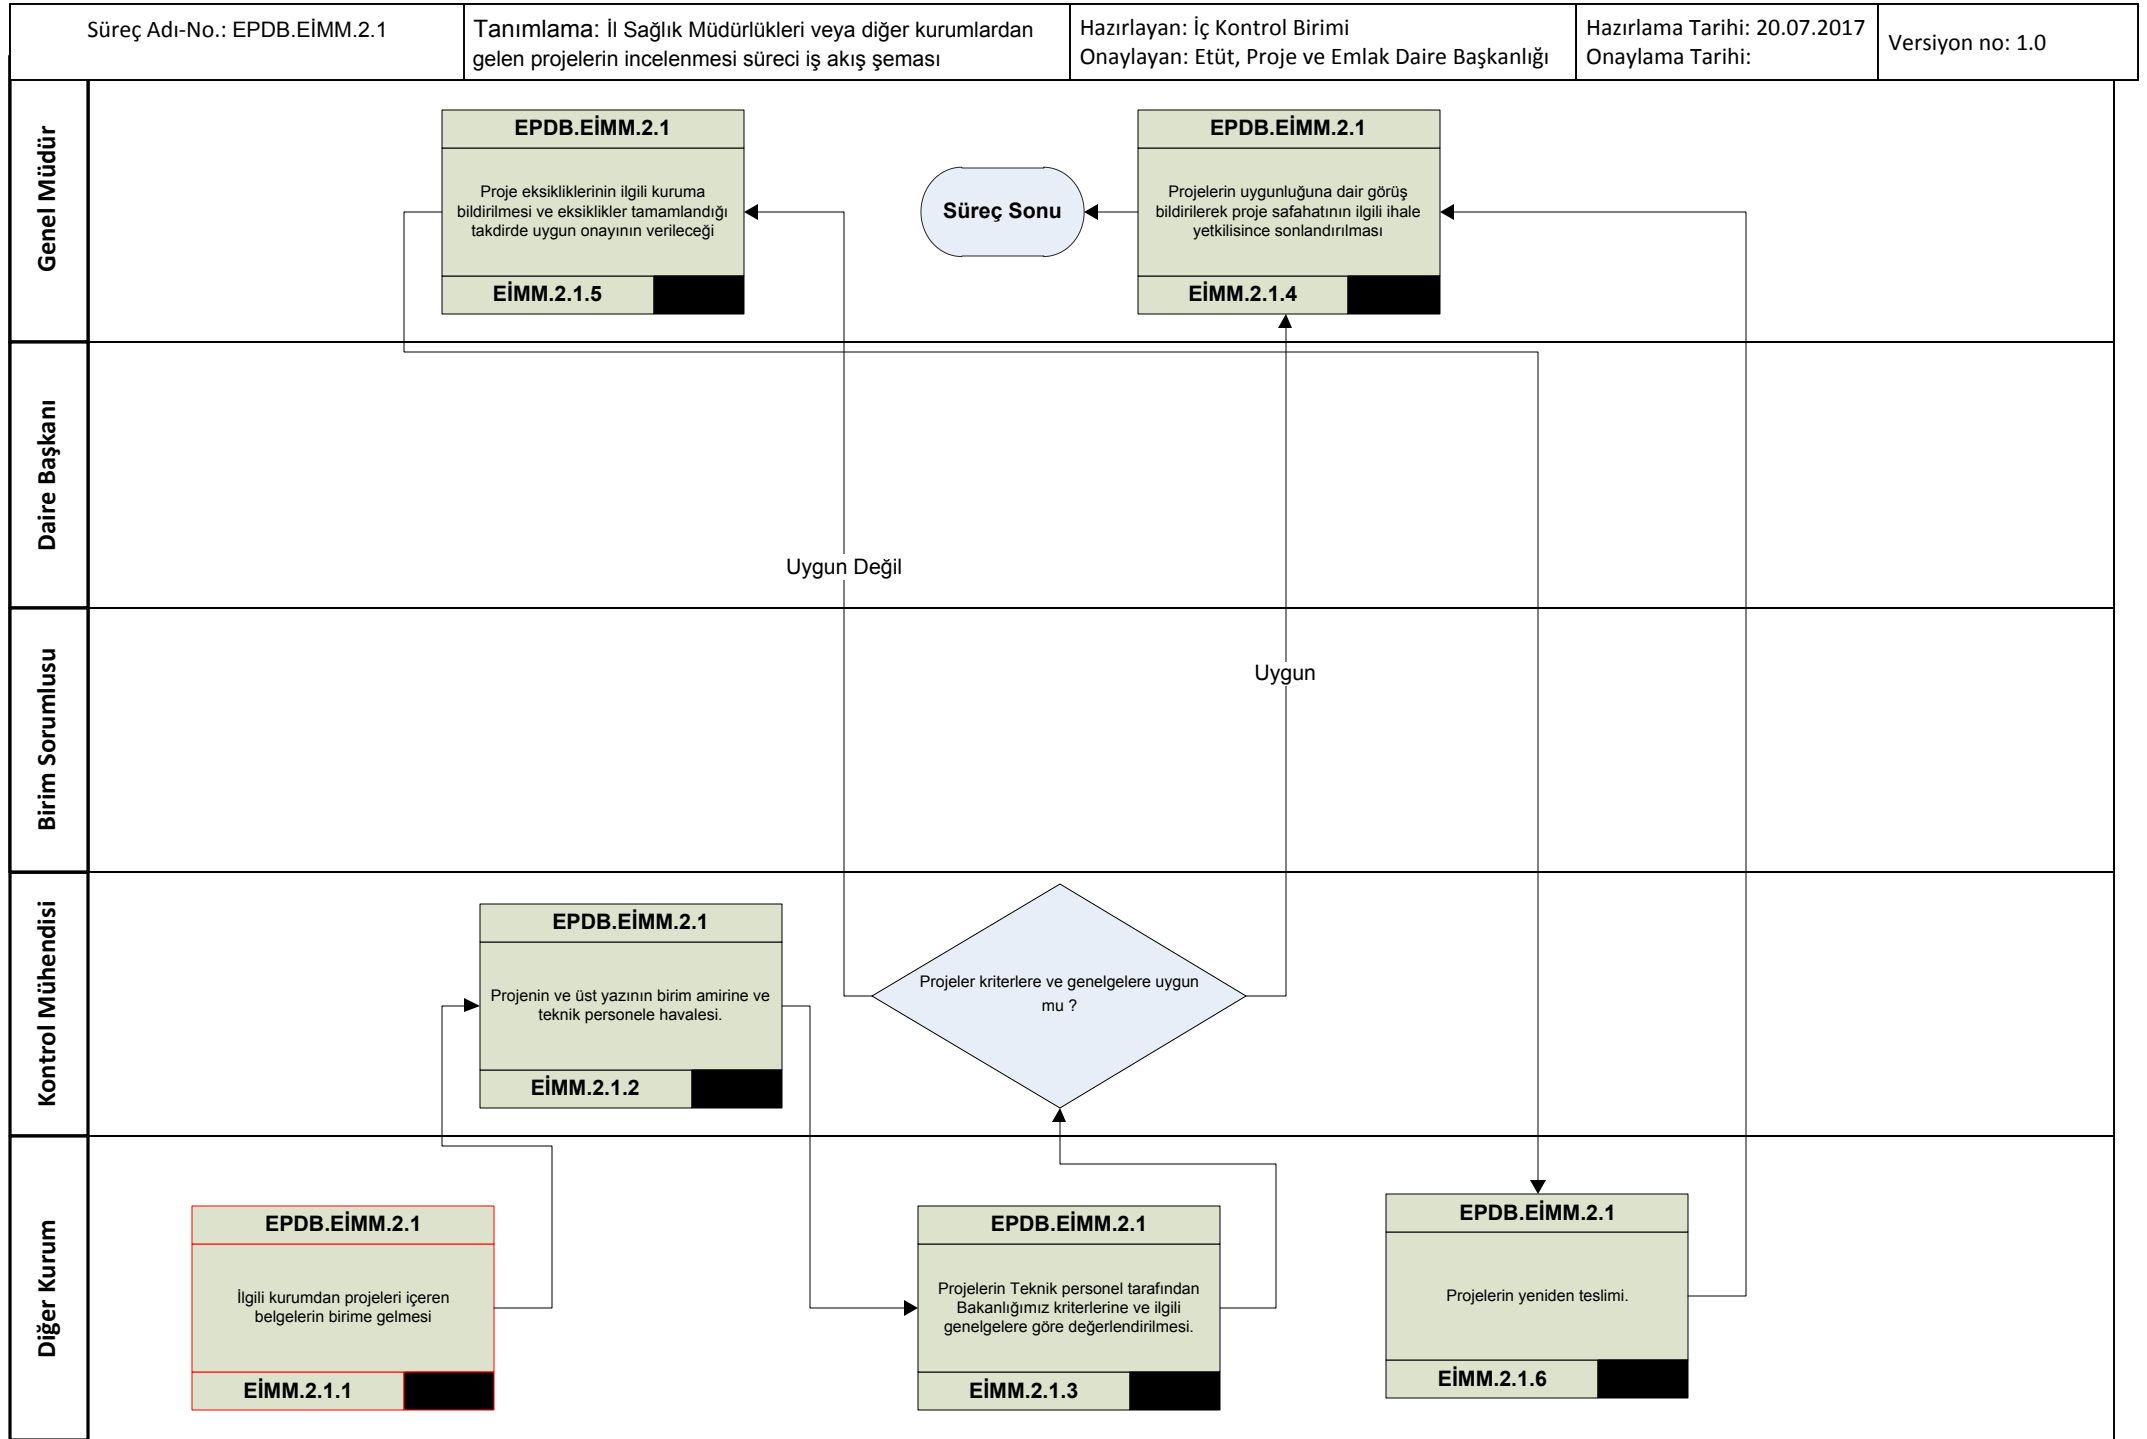 Süreç Adı-No.: EPDB.EİMM.2.1
Tanımlama: İl Sağlık Müdürlükleri veya diğer kurumlardan
gelen projelerin incelenmesi süreci iş akış şeması
Hazırlayan: İç Kontrol Birimi
Onaylayan: Etüt, Proje ve Emlak Daire Başkanlığı
Hazırlama Tarihi: 20.07.2017
Onaylama Tarihi:
Versiyon no: 1.0
Genel Müdür
EPDB.EİMM.2.1
Proje eksikliklerinin ilgili kuruma
bildirilmesi ve eksiklikler tamamlandığı
takdirde uygun onayının verileceği
EİMM.2.1.5
Süreç Sonu
EPDB.EİMM.2.1
Projelerin uygunluğuna dair görüş
bildirilerek proje safahatının ilgili ihale
yetkilisince sonlandırılması
EİMM.2.1.4
Daire Başkanı
Uygun Değil
Birim Sorumlusu
Uygun
Kontrol Mühendisi
EPDB.EİMM.2.1
Projenin ve üst yazının birim amirine ve
teknik personele havalesi.
EİMM.2.1.2
Projeler kriterlere ve genelgelere uygun
mu ?
Diğer Kurum
EPDB.EİMM.2.1
İlgili kurumdan projeleri içeren
belgelerin birime gelmesi
EİMM.2.1.1
EPDB.EİMM.2.1
Projelerin Teknik personel tarafından
Bakanlığımız kriterlerine ve ilgili
genelgelere göre değerlendirilmesi.
EİMM.2.1.3
EPDB.EİMM.2.1
Projelerin yeniden teslimi.
EİMM.2.1.6